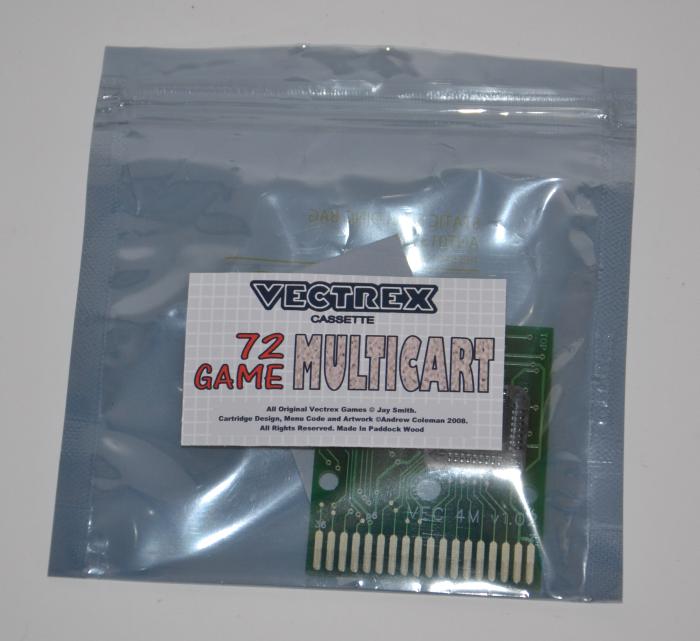 VECTREX
CASSETTE
72
GAME MULTICART
All Original Vectrex Games © Jay Smith.
Cartridge Design, Menu Code and Artwork ©Andrew Coleman 2008.
All Rights Reserved. Made In Paddock Wood
VEC 4M v1.0
36